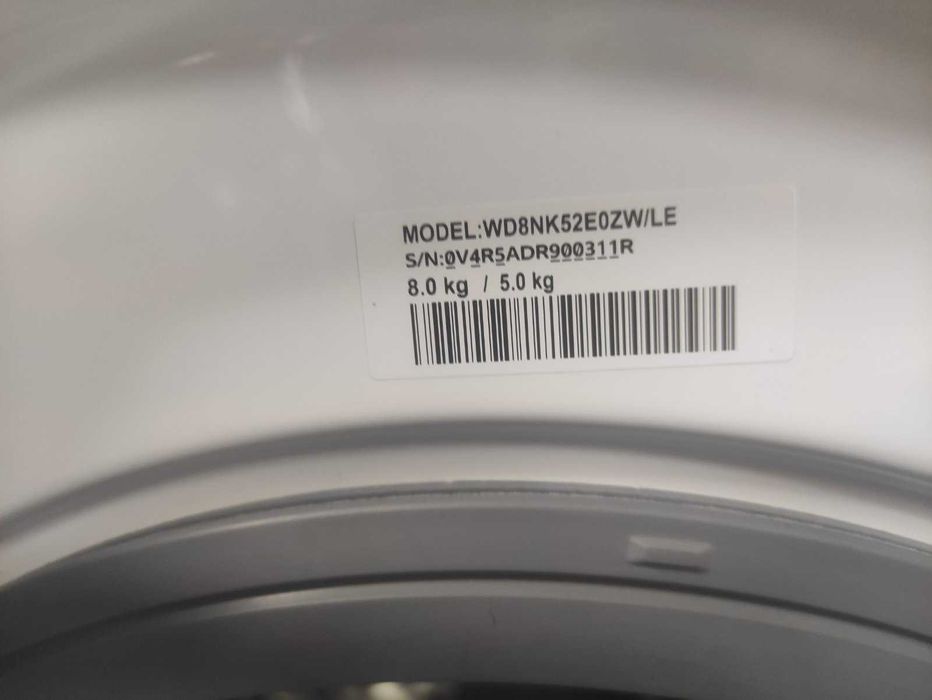 MODEL:WD8NK52E0ZW/LE
S/N:0V4R5ADR900311R
8.0 kg / 5.0 kg